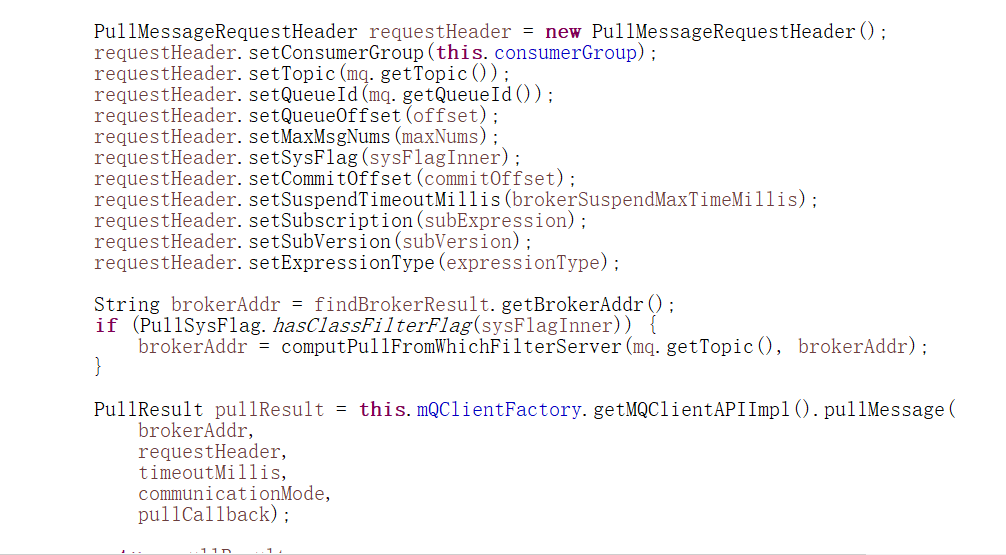 PullMessageRequestHeader requestHeader = new PullMessageRequestHeader();
requestHeader.setConsumerGroup(this.consumerGroup);
requestHeader.setTopic(mq.getTopic());
requestHeader.setQueueId(mq.getQueueId());
requestHeader.setQueueOffset(offset);
requestHeader.setMaxMsgNums(maxNums);
requestHeader.setSysFlag(sysFlagInner);
requestHeader.setCommitOffset(commitOffset);
requestHeader.setSuspendTimeoutMillis(brokerSuspendMaxTimeMillis);
requestHeader.setSubscription(subExpression);
requestHeader.setSubVersion(subVersion);
requestHeader.setExpressionType(expressionType);
String brokerAddr = findBrokerResult.getBrokerAddr();
if (PullSysFlag.hasClassFilterFlag(sysFlagInner)) {
brokerAddr = computPullFromWhichFilterServer(mq.getTopic(), brokerAddr);
}
PullResult pullResult = this.mQClientFactory.getMQClientAPIImpl().pullMessage(
brokerAddr,
requestHeader,
timeoutMillis,
communicationMode,
pullCallback);